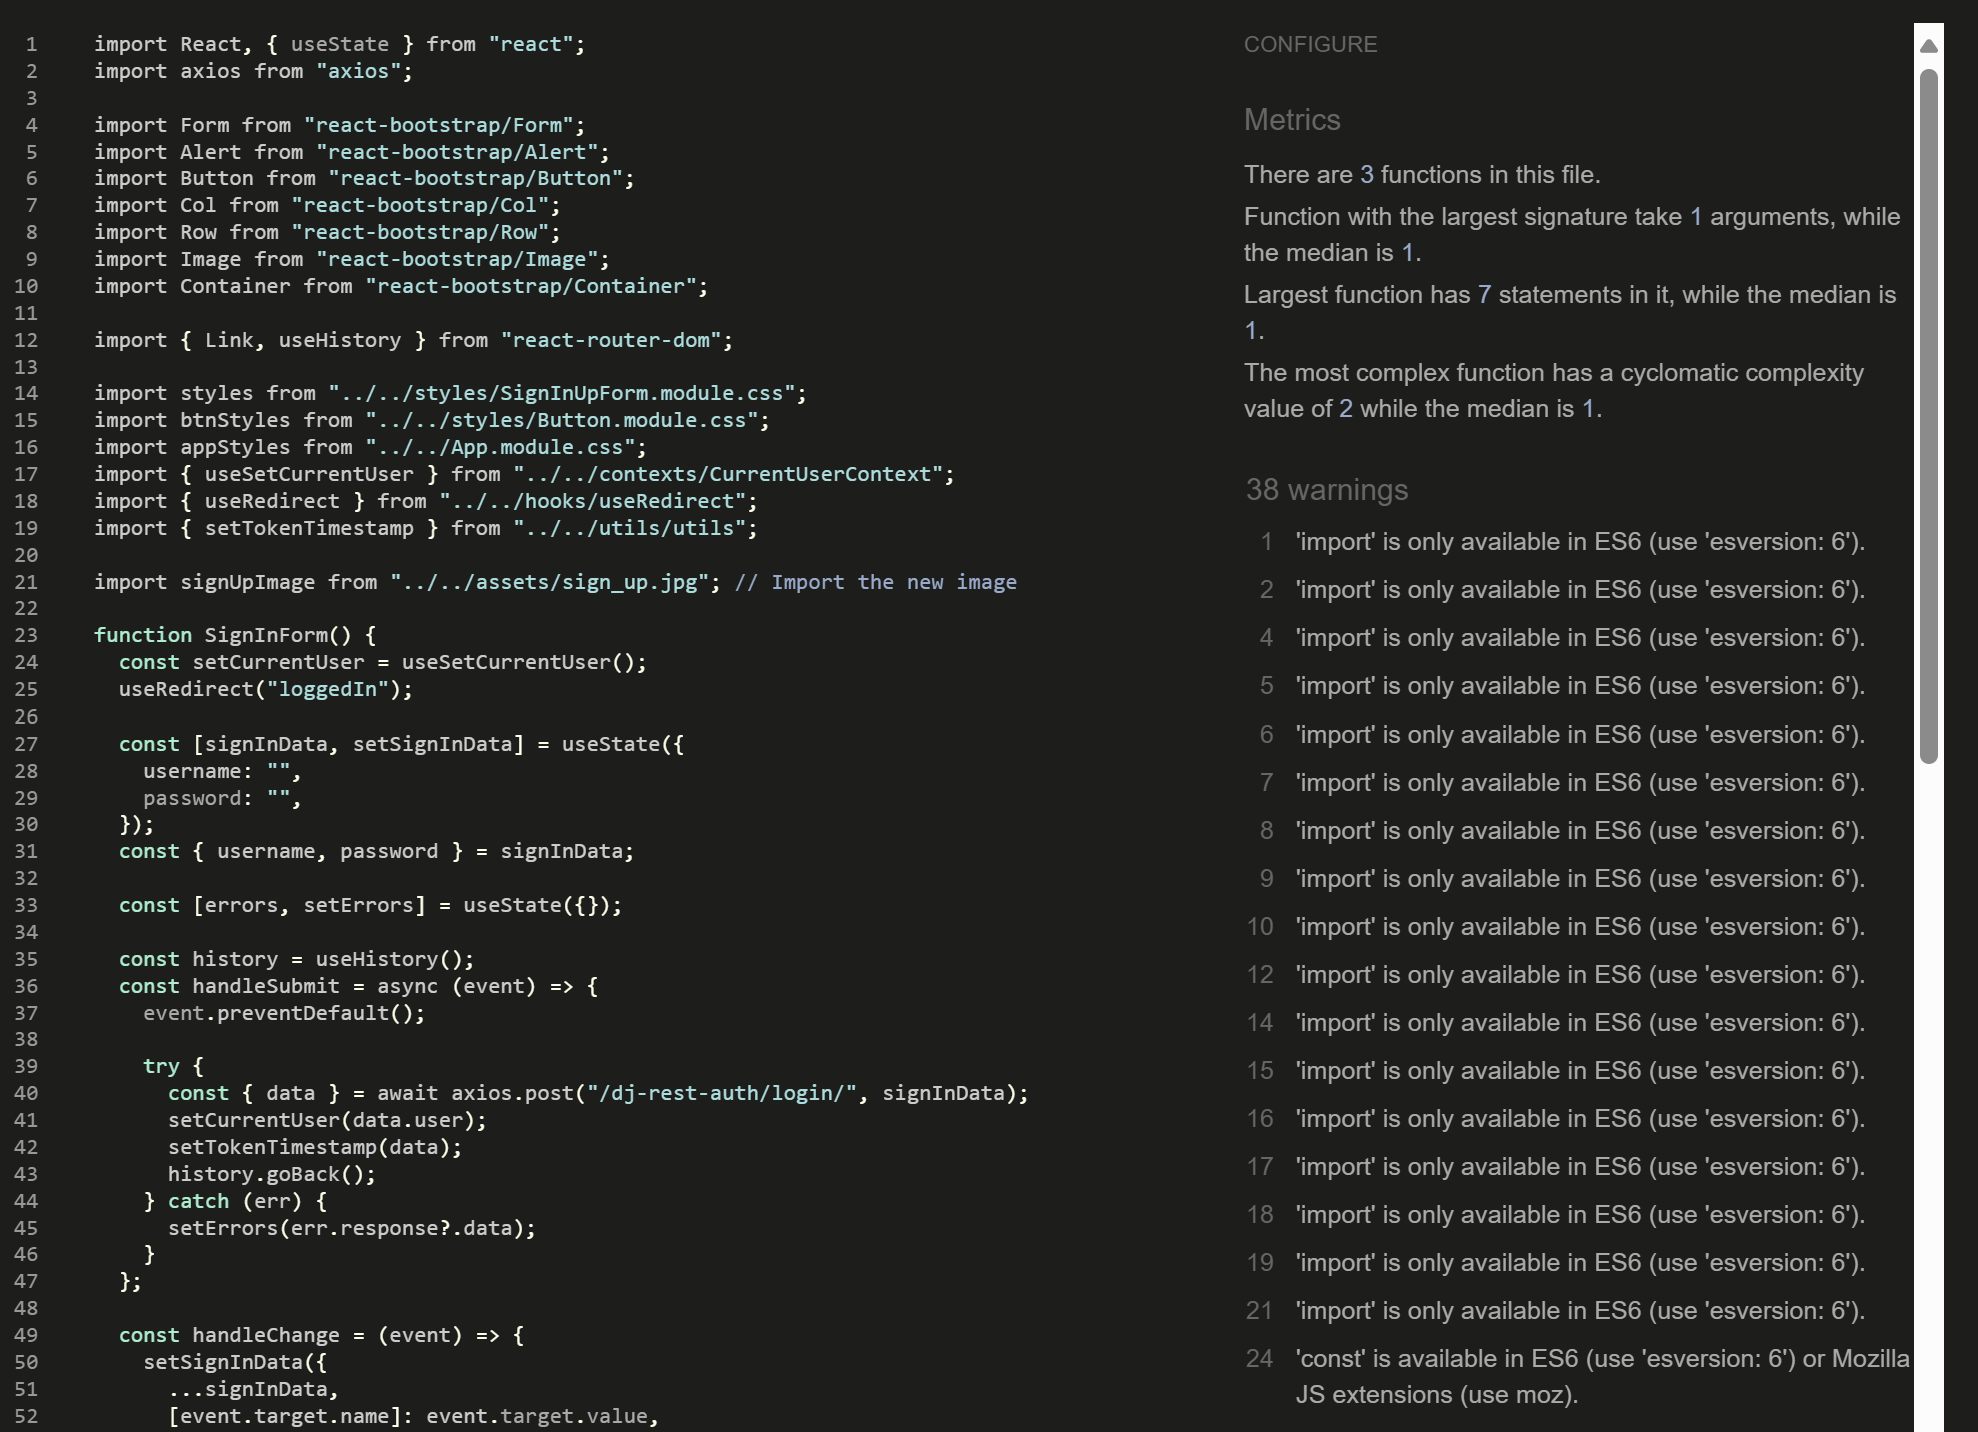 1 import React, { useState } from "react";
2 import axios from "axios";
3
4 import Form from "react-bootstrap/Form";
5 import Alert from "react-bootstrap/Alert";
6 import Button from "react-bootstrap/Button";
7 import Col from "react-bootstrap/Col";
8 import Row from "react-bootstrap/Row";
9 import Image from "react-bootstrap/Image";
10 import Container from "react-bootstrap/Container";
11
12 import { Link, useHistory } from "react-router-dom";
13
14 import styles from "../../styles/SignInUpForm.module.css";
15 import btnStyles from "../../styles/Button.module.css";
16 import appStyles from "../../App.module.css";
17 import { useSetCurrentUser } from "../../contexts/CurrentUserContext";
18 import { useRedirect } from "../../hooks/useRedirect";
19 import { setTokenTimestamp } from "../../utils/utils";
20
21 import signUpImage from "../../assets/sign_up.jpg"; // Import the new image
22
23 function SignInForm() {
24 const setCurrentUser = useSetCurrentUser();
25 useRedirect("loggedIn");
26
27 const [signInData, setSignInData] = useState({
28 username: "",
29 password: "",
30 });
31 const { username, password } = signInData;
32
33 const [errors, setErrors] = useState({});
34
35 const history = useHistory();
36 const handleSubmit = async (event) => {
37 event.preventDefault();
38
39 try {
40 const { data } = await axios.post("/dj-rest-auth/login/", signInData);
41 setCurrentUser(data.user);
42 setTokenTimestamp(data);
43 history.goBack();
44 } catch (err) {
45 setErrors(err.response?.data);
46 }
47 };
48
49 const handleChange = (event) => {
50 setSignInData({
51 ...signInData,
52 [event.target.name]: event.target.value,
CONFIGURE
Metrics
There are 3 functions in this file.
Function with the largest signature take 1 arguments, while
the median is 1.
Largest function has 7 statements in it, while the median is
1.
The most complex function has a cyclomatic complexity
value of 2 while the median is 1.
38 warnings
1 'import' is only available in ES6 (use 'esversion: 6').
2 'import' is only available in ES6 (use 'esversion: 6').
4 'import' is only available in ES6 (use 'esversion: 6').
5 'import' is only available in ES6 (use 'esversion: 6').
6 'import' is only available in ES6 (use 'esversion: 6').
7 'import' is only available in ES6 (use 'esversion: 6').
8 'import' is only available in ES6 (use 'esversion: 6').
9 'import' is only available in ES6 (use 'esversion: 6').
10 'import' is only available in ES6 (use 'esversion: 6').
12 'import' is only available in ES6 (use 'esversion: 6').
14 'import' is only available in ES6 (use 'esversion: 6').
15 'import' is only available in ES6 (use 'esversion: 6').
16 'import' is only available in ES6 (use 'esversion: 6').
17 'import' is only available in ES6 (use 'esversion: 6').
18 'import' is only available in ES6 (use 'esversion: 6').
19 'import' is only available in ES6 (use 'esversion: 6').
21 'import' is only available in ES6 (use 'esversion: 6').
24 'const' is available in ES6 (use 'esversion: 6') or Mozilla
JS extensions (use moz).